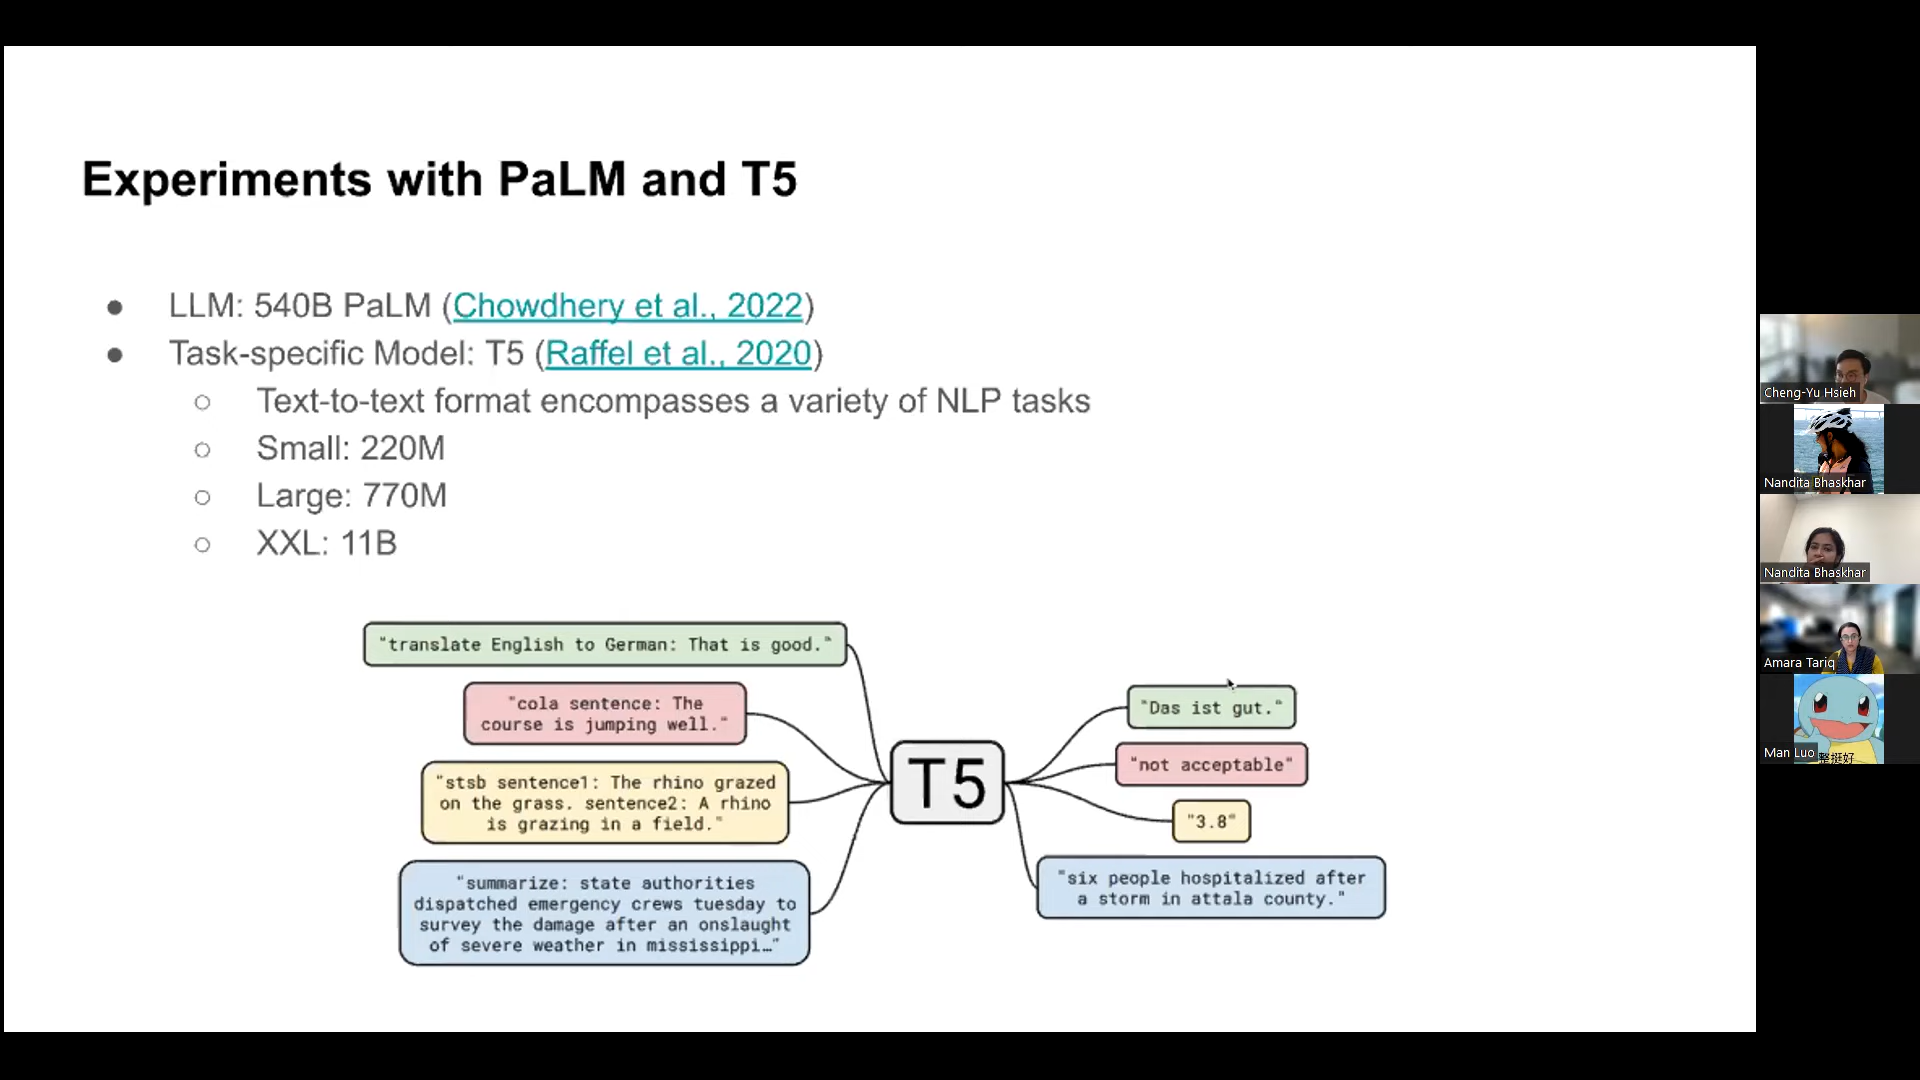 Experiments with PaLM and T5
● LLM: 540B PaLM (Chowdhery et al., 2022)
● Task-specific Model: T5 (Raffel et al., 2020)
○ Text-to-text format encompasses a variety of NLP tasks
○ Small: 220M
○ Large: 770M
○ XXL: 11B
"translate English to German: That is good."
"cola sentence: The
course is jumping well."
"stsb sentence1: The rhino grazed
on the grass. sentence2: A rhino
is grazing in a field."
"summarize: state authorities
dispatched emergency crews tuesday to
survey the damage after an onslaught
of severe weather in mississippi…"
T5
"Das ist gut."
"not acceptable"
"3.8"
"six people hospitalized after
a storm in attala county."
Cheng-Yu Hsieh
Nandita Bhaskhar
Nandita Bhaskhar
Amara Tariq
Man Luo
整挺好